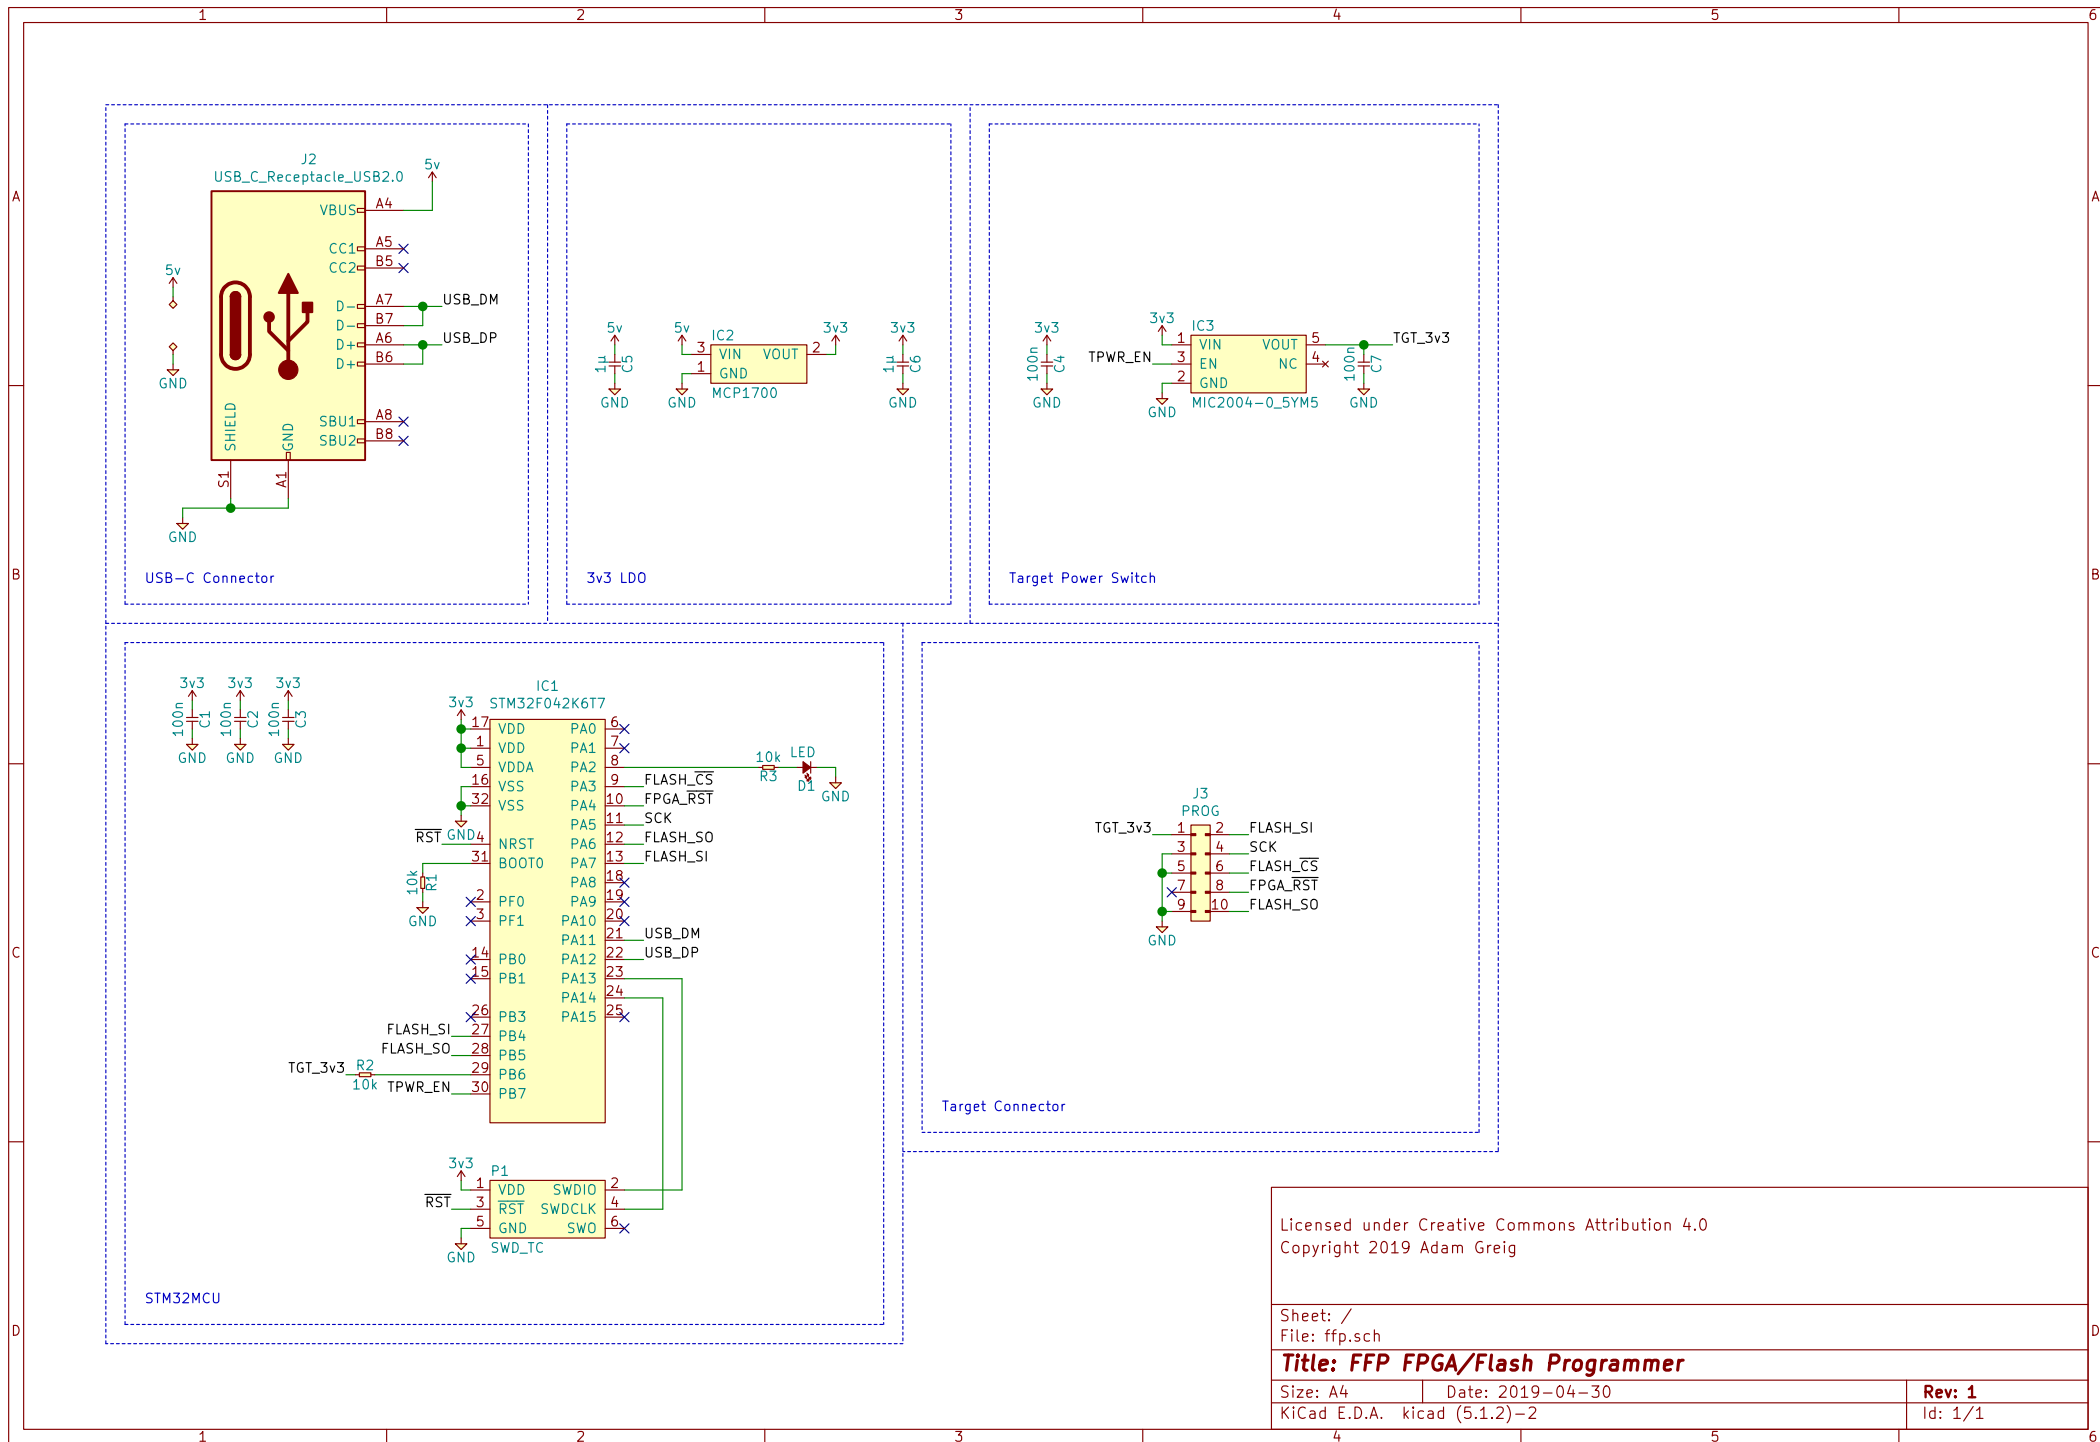 1 2 3 4 5 6
A
B
C
D
A
B
C
D
1 2 3 4 5 6
J2
USB_C_Receptacle_USB2.0
5v
VBUS A4
CC1 A5
CC2 B5
5v
D- A7 USB_DM
D- B7
D+ A6 USB_DP
D+ B6
GND
SBU1 A8
SBU2 B8
SHIELD
GND
S1
A1
GND
USB-C Connector
5v
1µ
C5
GND
5v
IC2
3v3
3 VIN VOUT 2
1 GND
MCP1700
GND
3v3
1µ
C6
GND
3v3 LDO
3v3
100n
C4
GND
3v3
IC3
1 VIN VOUT 5 TGT_3v3
TPWR_EN 3 EN NC 4
2 GND
MIC2004-0_5YM5
GND
100n
C7
GND
Target Power Switch
3v3
100n
C1
GND
3v3
100n
C2
GND
3v3
100n
C3
GND
IC1
STM32F042K6T7
3v3
17 VDD PA0 6
1 VDD PA1 7
5 VDDA PA2 8
16 VSS PA3 9 FLASH_CS
32 VSS PA4 10 FPGA_RST
PA5 11 SCK
GND
RST 4 NRST PA6 12 FLASH_SO
31 BOOT0 PA7 13 FLASH_SI
PA8 18
2 PF0 PA9 19
3 PF1 PA10 20
PA11 21 USB_DM
14 PB0 PA12 22 USB_DP
15 PB1 PA13 23
PA14 24
26 PB3 PA15 25
FLASH_SI 27 PB4
FLASH_SO 28 PB5
TGT_3v3 R2 29 PB6
10k
TPWR_EN 30 PB7
10k
R1
GND
10k
R3
LED
D1
GND
3v3
P1
1 VDD SWDIO 2
RST 3 RST SWDCLK 4
5 GND SWO 6
SWD_TC
GND
STM32MCU
J3
PROG
TGT_3v3 1 2 FLASH_SI
3 4 SCK
5 6 FLASH_CS
7 8 FPGA_RST
9 10 FLASH_SO
GND
Target Connector
Licensed under Creative Commons Attribution 4.0
Copyright 2019 Adam Greig
Sheet: /
File: ffp.sch
Title: FFP FPGA/Flash Programmer
Size: A4 Date: 2019-04-30 Rev: 1
KiCad E.D.A. kicad (5.1.2)-2 Id: 1/1